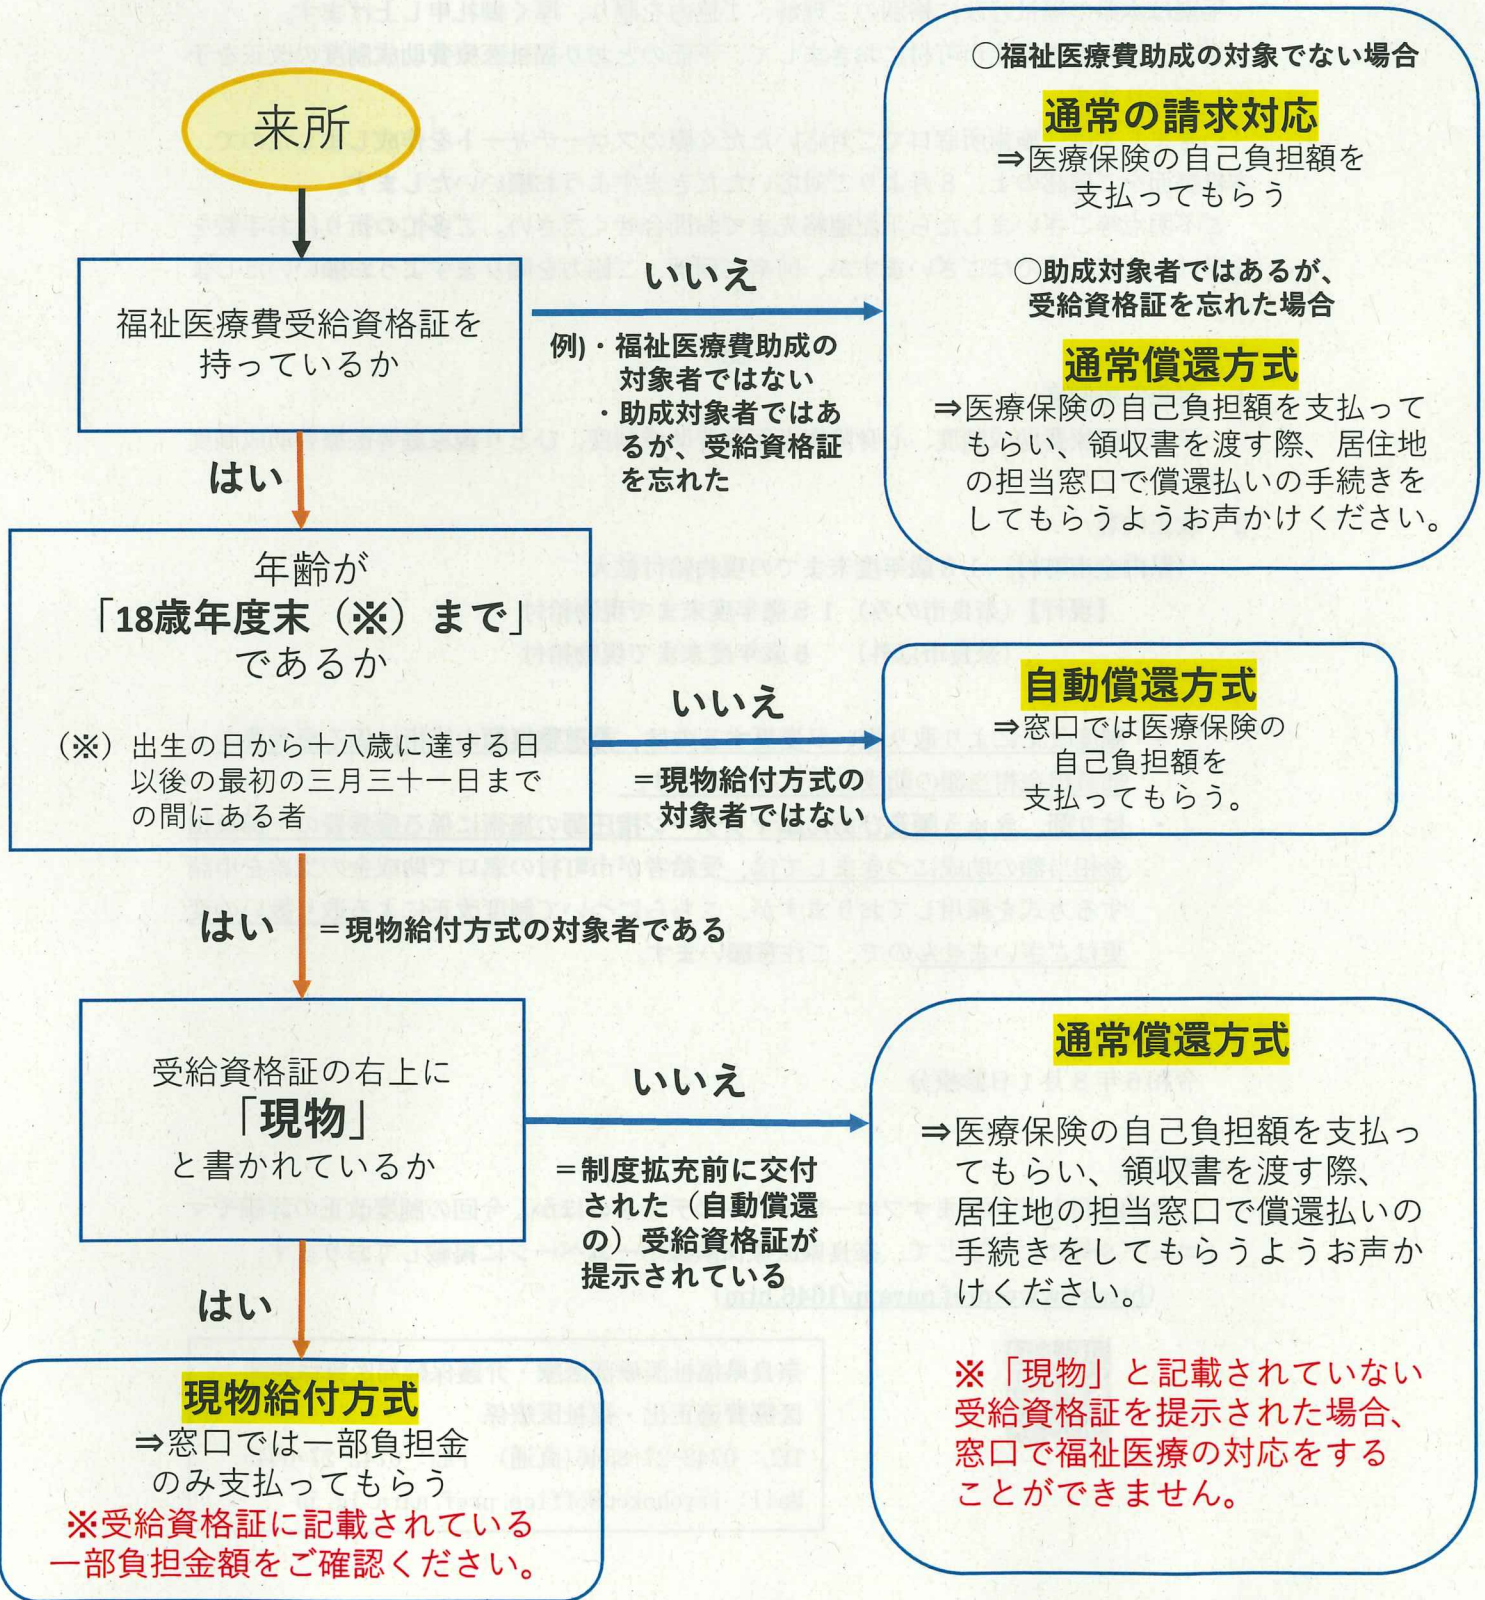 来所
福祉医療費受給資格証を
持っているか
いいえ
例)・福祉医療費助成の
対象者ではない
・助成対象者ではあ
るが、受給資格証
を忘れた
〇福祉医療費助成の対象でない場合
通常の請求対応
⇒医療保険の自己負担額を
支払ってもらう
〇助成対象者ではあるが、
受給資格証を忘れた場合
通常償還方式
⇒医療保険の自己負担額を支払って
もらい、領収書を渡す際、居住地
の担当窓口で償還払いの手続きを
してもらうようお声かけください。
はい
年齢が
「18歳年度末（※）まで」
であるか
（※）出生の日から十八歳に達する日
以後の最初の三月三十一日まで
の間にある者
いいえ
＝現物給付方式の
対象者ではない
自動償還方式
⇒窓口では医療保険の
自己負担額を
支払ってもらう。
はい
＝現物給付方式の対象者である
受給資格証の右上に
「現物」
と書かれているか
いいえ
＝制度拡充前に交付
された（自動償還
の）受給資格証が
提示されている
通常償還方式
⇒医療保険の自己負担額を支払っ
てもらい、領収書を渡す際、
居住地の担当窓口で償還払いの
手続きをしてもらうようお声か
けください。
※「現物」と記載されていない
受給資格証を提示された場合、
窓口で福祉医療の対応をする
ことができません。
はい
現物給付方式
⇒窓口では一部負担金
のみ支払ってもらう
※受給資格証に記載されている
一部負担金額をご確認ください。